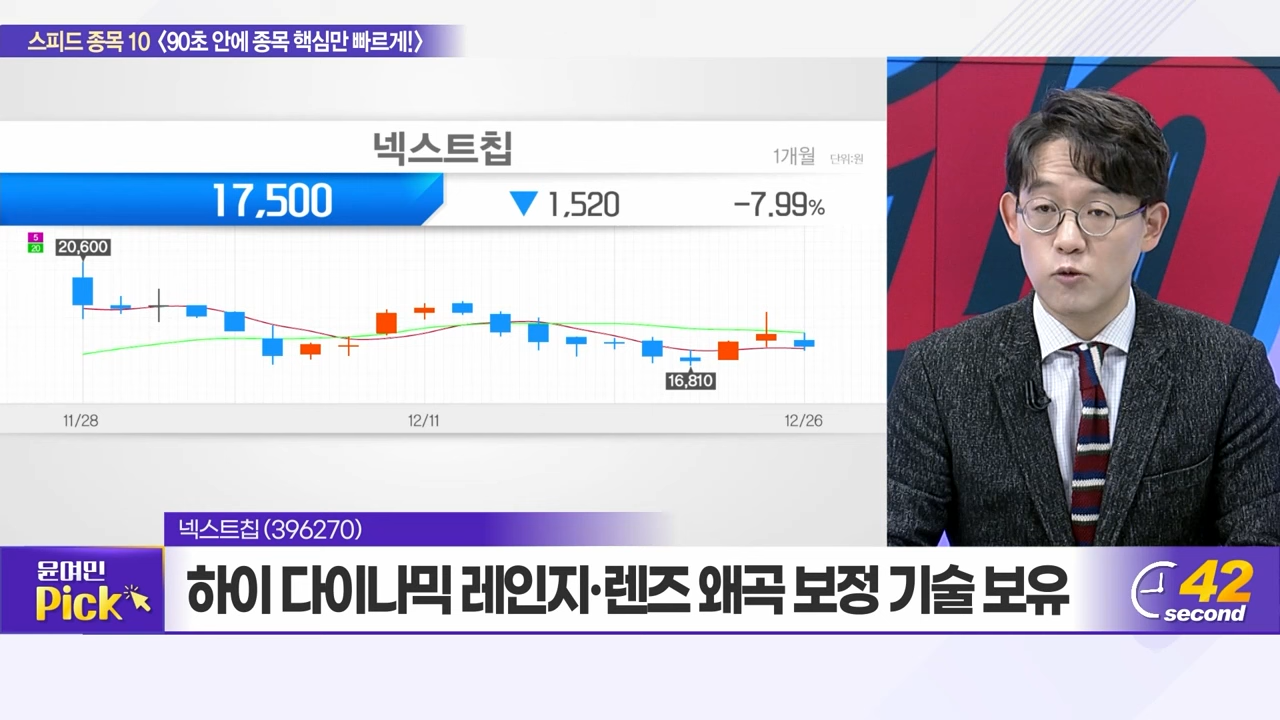 스피드 종목 10 〈90초 안에 종목 핵심만 빠르게!〉
넥스트칩
1개월 단위:원
17,500 ▼ 1,520 -7.99%
5
20
20,600
16,810
11/28 12/11 12/26
넥스트칩 (396270)
윤여민
Pick
하이 다이나믹 레인지·렌즈 왜곡 보정 기술 보유
42
second